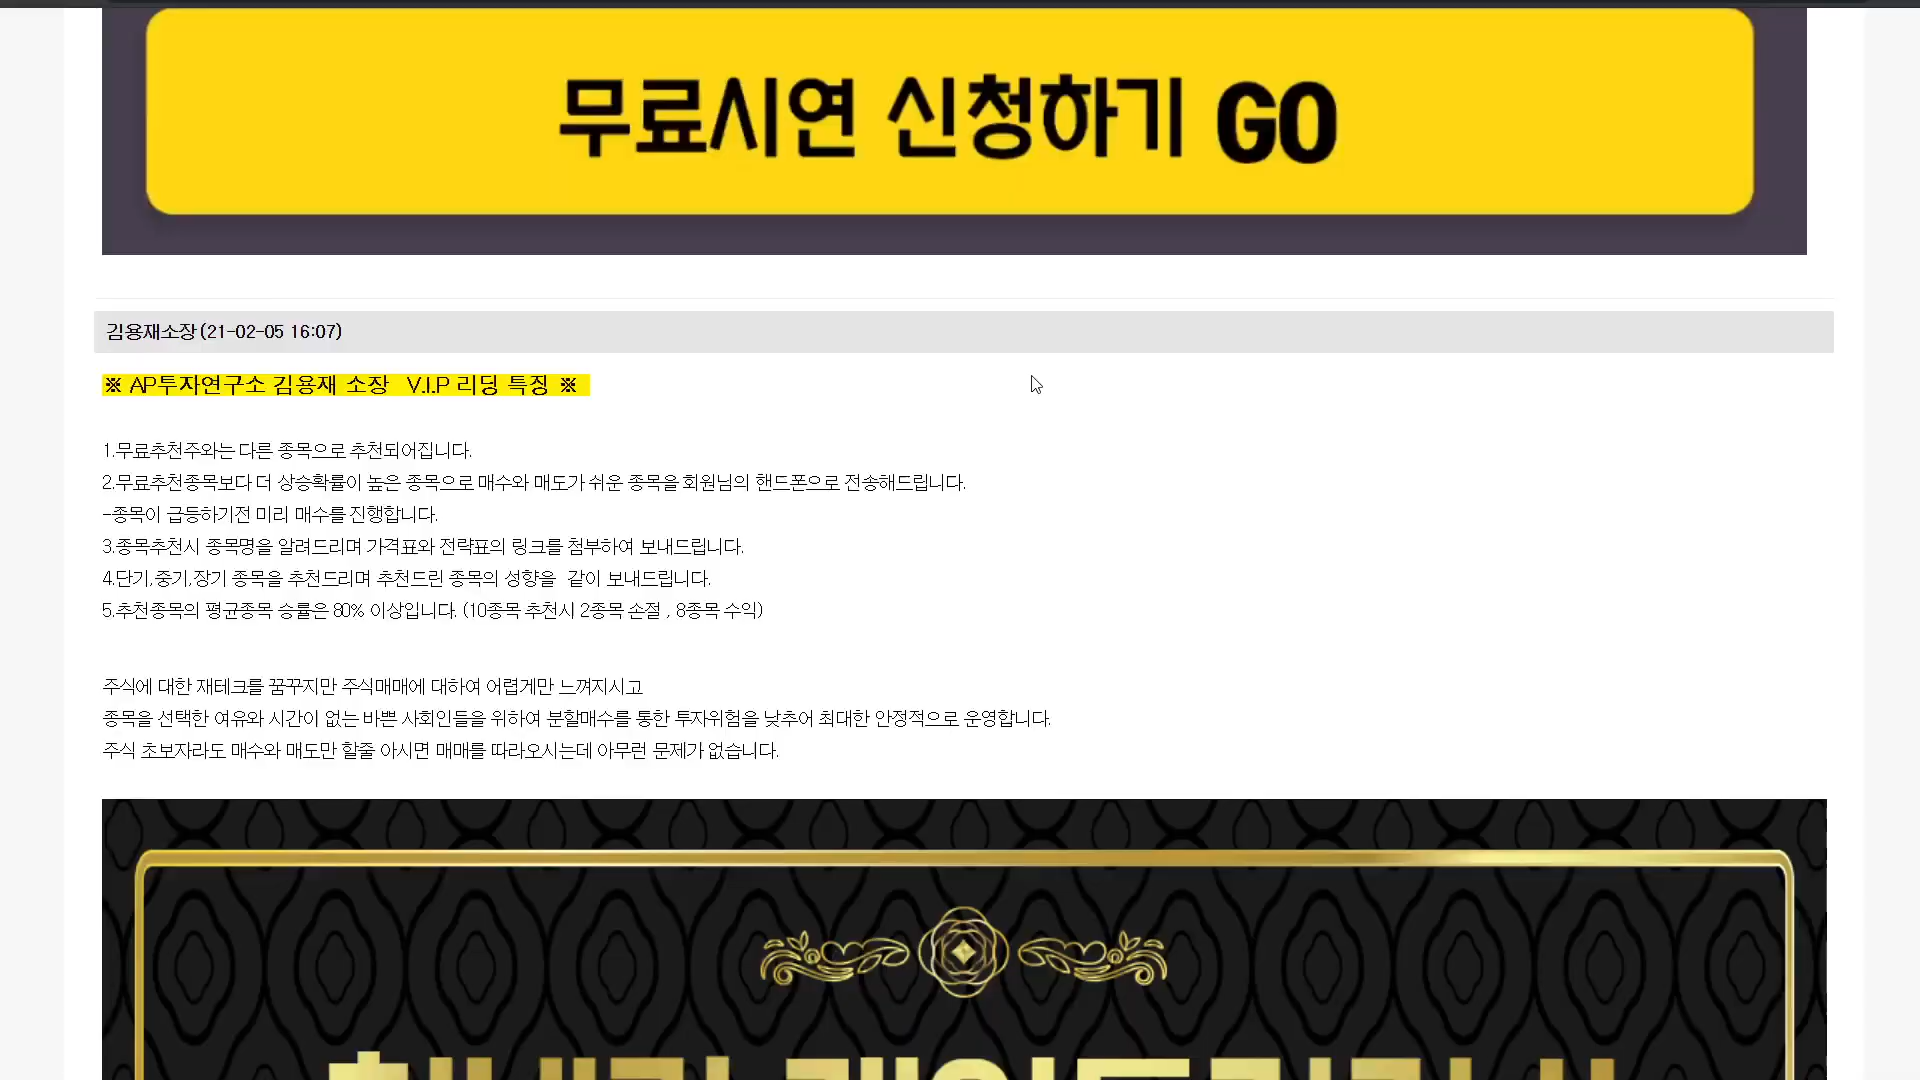 무료시연 신청하기 GO
김용재소장 (21-02-05 16:07)
※ AP투자연구소 김용재 소장 V.I.P 리딩 특징 ※
1.무료추천주와는 다른 종목으로 추천되어집니다.
2.무료추천종목보다 더 상승확률이 높은 종목으로 매수와 매도가 쉬운 종목을 회원님의 핸드폰으로 전송해드립니다.
-종목이 급등하기전 미리 매수를 진행합니다.
3.종목추천시 종목명을 알려드리며 가격표와 전략표의 링크를 첨부하여 보내드립니다.
4.단기,중기,장기 종목을 추천드리며 추천드린 종목의 성향을 같이 보내드립니다.
5.추천종목의 평균종목 승률은 80% 이상입니다. (10종목 추천시 2종목 손절 , 8종목 수익)
주식에 대한 재테크를 꿈꾸지만 주식매매에 대하여 어렵게만 느껴지시고
종목을 선택한 여유와 시간이 없는 바쁜 사회인들을 위하여 분할매수를 통한 투자위험을 낮추어 최대한 안정적으로 운영합니다.
주식 초보자라도 매수와 매도만 할줄 아시면 매매를 따라오시는데 아무런 문제가 없습니다.